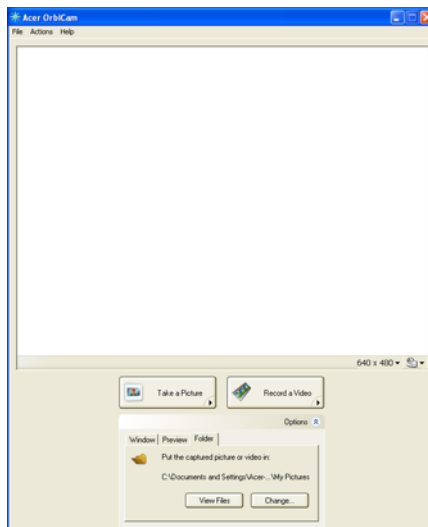 Acer OrbiCam
File Actions Help
640 x 480
Take a Picture Record a Video
Options
Window Preview Folder
Put the captured picture or video in:
C:\Documents and Settings\Acer-...\My Pictures
View Files Change...